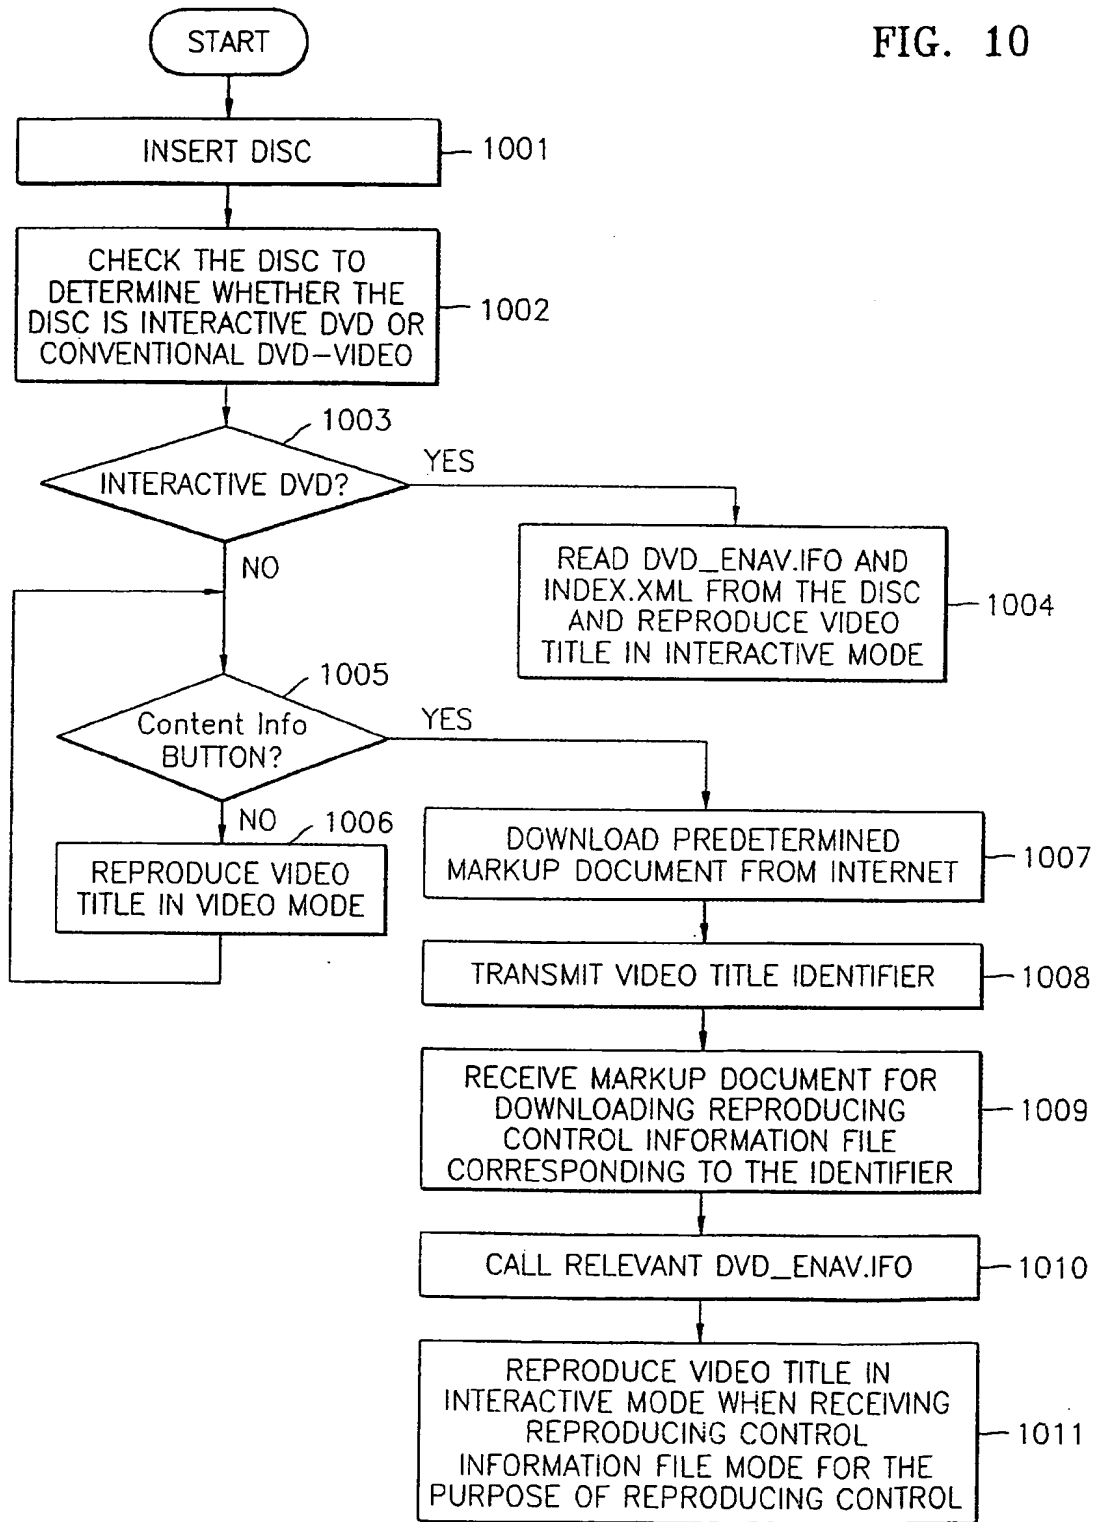 START
FIG. 10
INSERT DISC
1001
CHECK THE DISC TO
DETERMINE WHETHER THE
DISC IS INTERACTIVE DVD OR
CONVENTIONAL DVD-VIDEO
1002
1003
INTERACTIVE DVD?
YES
NO
READ DVD_ENAV.IFO AND
INDEX.XML FROM THE DISC
AND REPRODUCE VIDEO
TITLE IN INTERACTIVE MODE
1004
1005
Content Info
BUTTON?
YES
NO
1006
REPRODUCE VIDEO
TITLE IN VIDEO MODE
DOWNLOAD PREDETERMINED
MARKUP DOCUMENT FROM INTERNET
1007
TRANSMIT VIDEO TITLE IDENTIFIER
1008
RECEIVE MARKUP DOCUMENT FOR
DOWNLOADING REPRODUCING
CONTROL INFORMATION FILE
CORRESPONDING TO THE IDENTIFIER
1009
CALL RELEVANT DVD_ENAV.IFO
1010
REPRODUCE VIDEO TITLE IN
INTERACTIVE MODE WHEN RECEIVING
REPRODUCING CONTROL
INFORMATION FILE MODE FOR THE
PURPOSE OF REPRODUCING CONTROL
1011